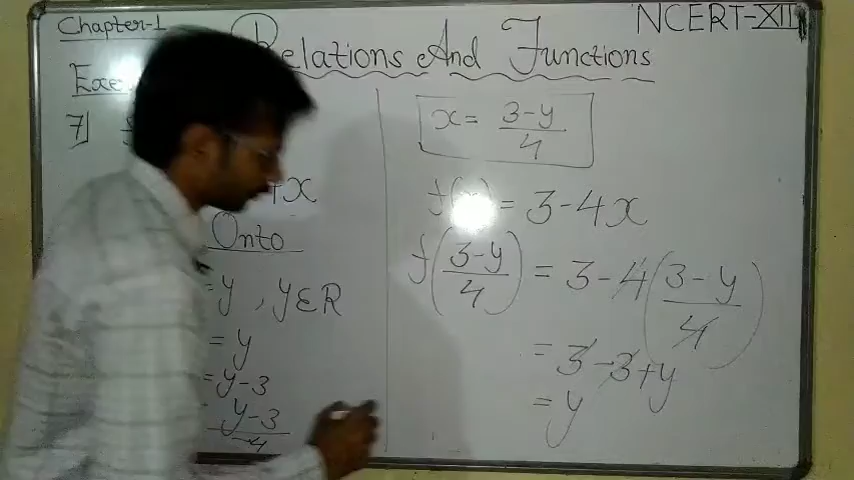 Chapter-1
NCERT-XII
Relations And Functions
Exe
7]
+x
Onto
=y , yεR
= y
= y-3
y-3
-4
x = 3-y
4
f(x) = 3-4x
f(3-y/4) = 3-4(3-y/4)
= 3-3+y
= y